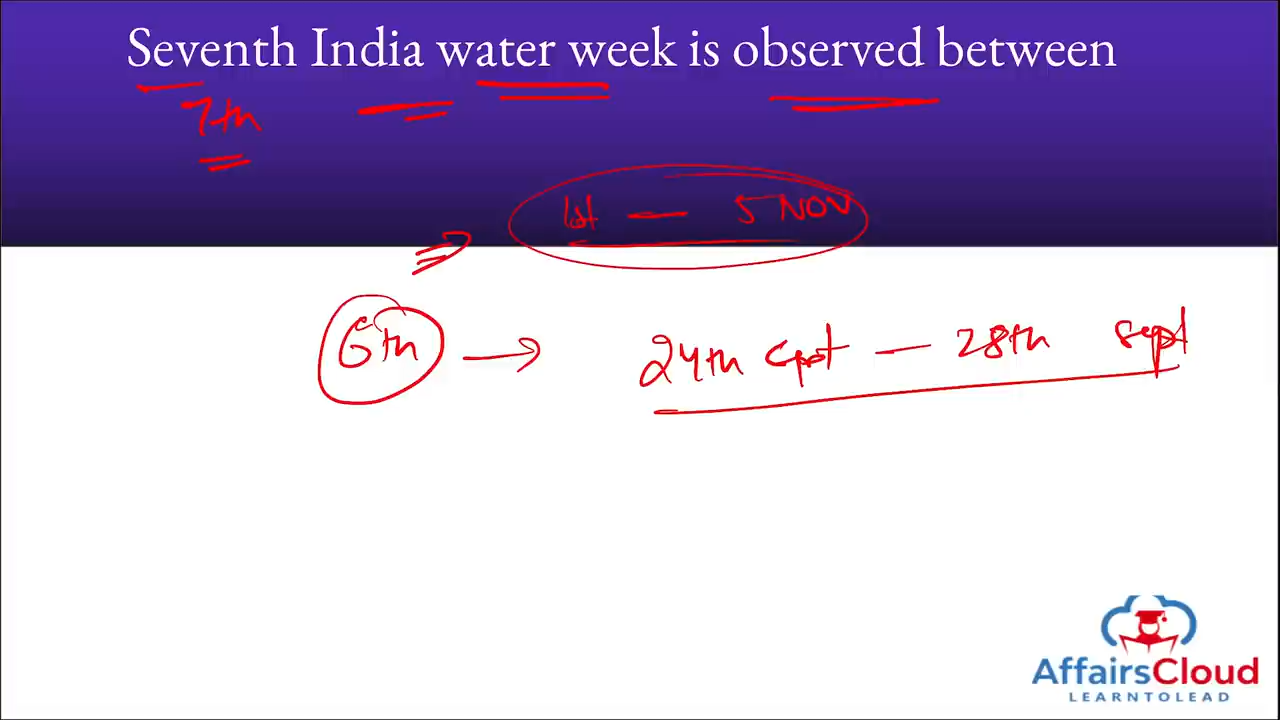 Seventh India water week is observed between
7th
1st — 5 NOV
6th → 24th Sept — 28th Sept
AffairsCloud
LEARNTOLEAD